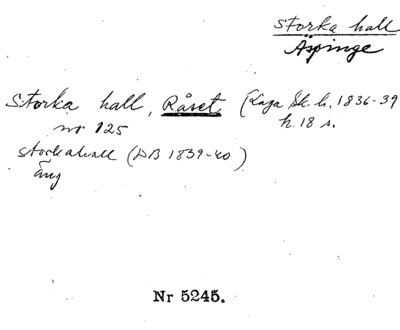 Storka hall
Äspinge
Storka hall, Råset, (Laga Sk. h. 1836-39
nr 125 h. 18 s.
Storkahall (DB 1839-40)
äng
Nr 5245.